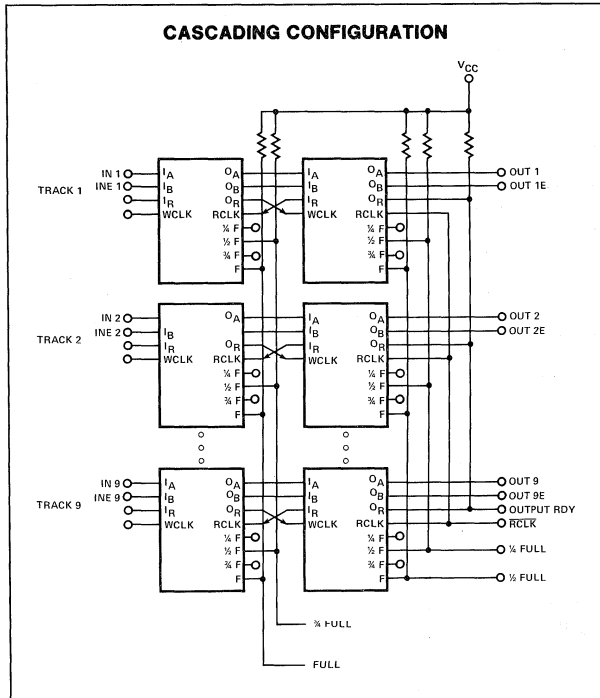 CASCADING CONFIGURATION
VCC
TRACK 1
IN 1
INE 1
IA
IB
IR
WCLK
OA
OB
OR
RCLK
¼ F
½ F
¾ F
F
IA
IB
IR
WCLK
OA
OB
OR
RCLK
¼ F
½ F
¾ F
F
OUT 1
OUT 1E
TRACK 2
IN 2
INE 2
IB
IR
WCLK
OA
OR
RCLK
¼ F
½ F
¾ F
F
IA
IB
IR
WCLK
OA
OB
OR
RCLK
¼ F
½ F
¾ F
F
OUT 2
OUT 2E
TRACK 9
IN 9
INE 9
IA
IB
IR
WCLK
OA
OB
OR
RCLK
¼ F
½ F
¾ F
F
IA
IB
IR
WCLK
OA
OB
OR
RCLK
¼ F
½ F
¾ F
F
OUT 9
OUT 9E
OUTPUT RDY
RCLK
¼ FULL
½ FULL
¾ FULL
FULL